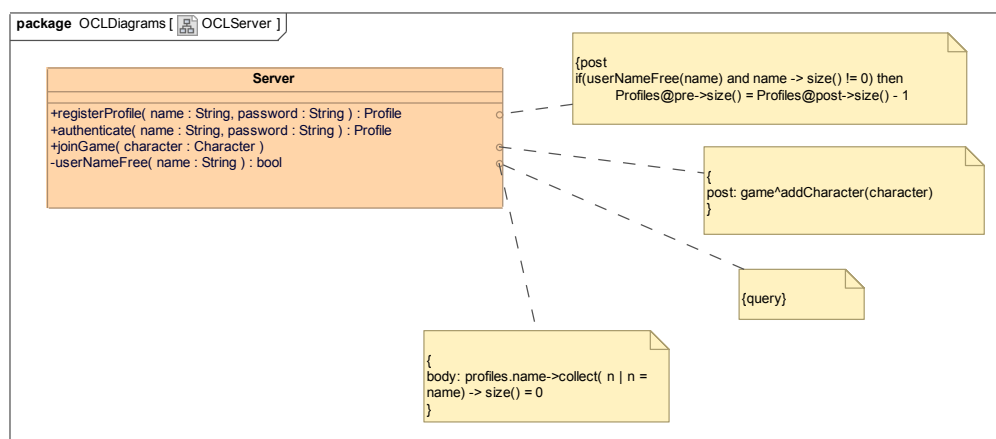 package OCLDiagrams [ OCLServer ]
Server
+registerProfile( name : String, password : String ) : Profile
+authenticate( name : String, password : String ) : Profile
+joinGame( character : Character )
-userNameFree( name : String ) : bool
{post
if(userNameFree(name) and name -> size() != 0) then
Profiles@pre->size() = Profiles@post->size() - 1
{
post: game^addCharacter(character)
}
{query}
{
body: profiles.name->collect( n | n =
name) -> size() = 0
}